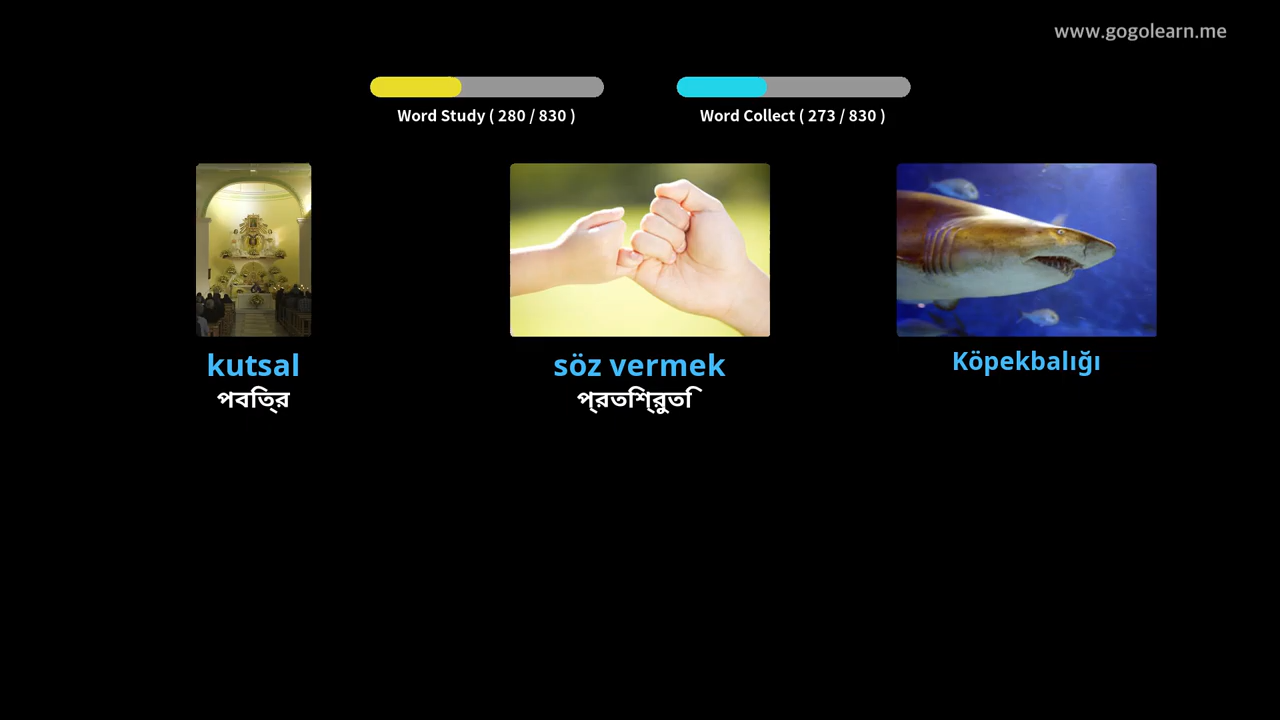 www.gogolearn.me
Word Study ( 280 / 830 )
Word Collect ( 273 / 830 )
kutsal
পবিত্র
söz vermek
প্রতিশ্রুতি
Köpekbalığı